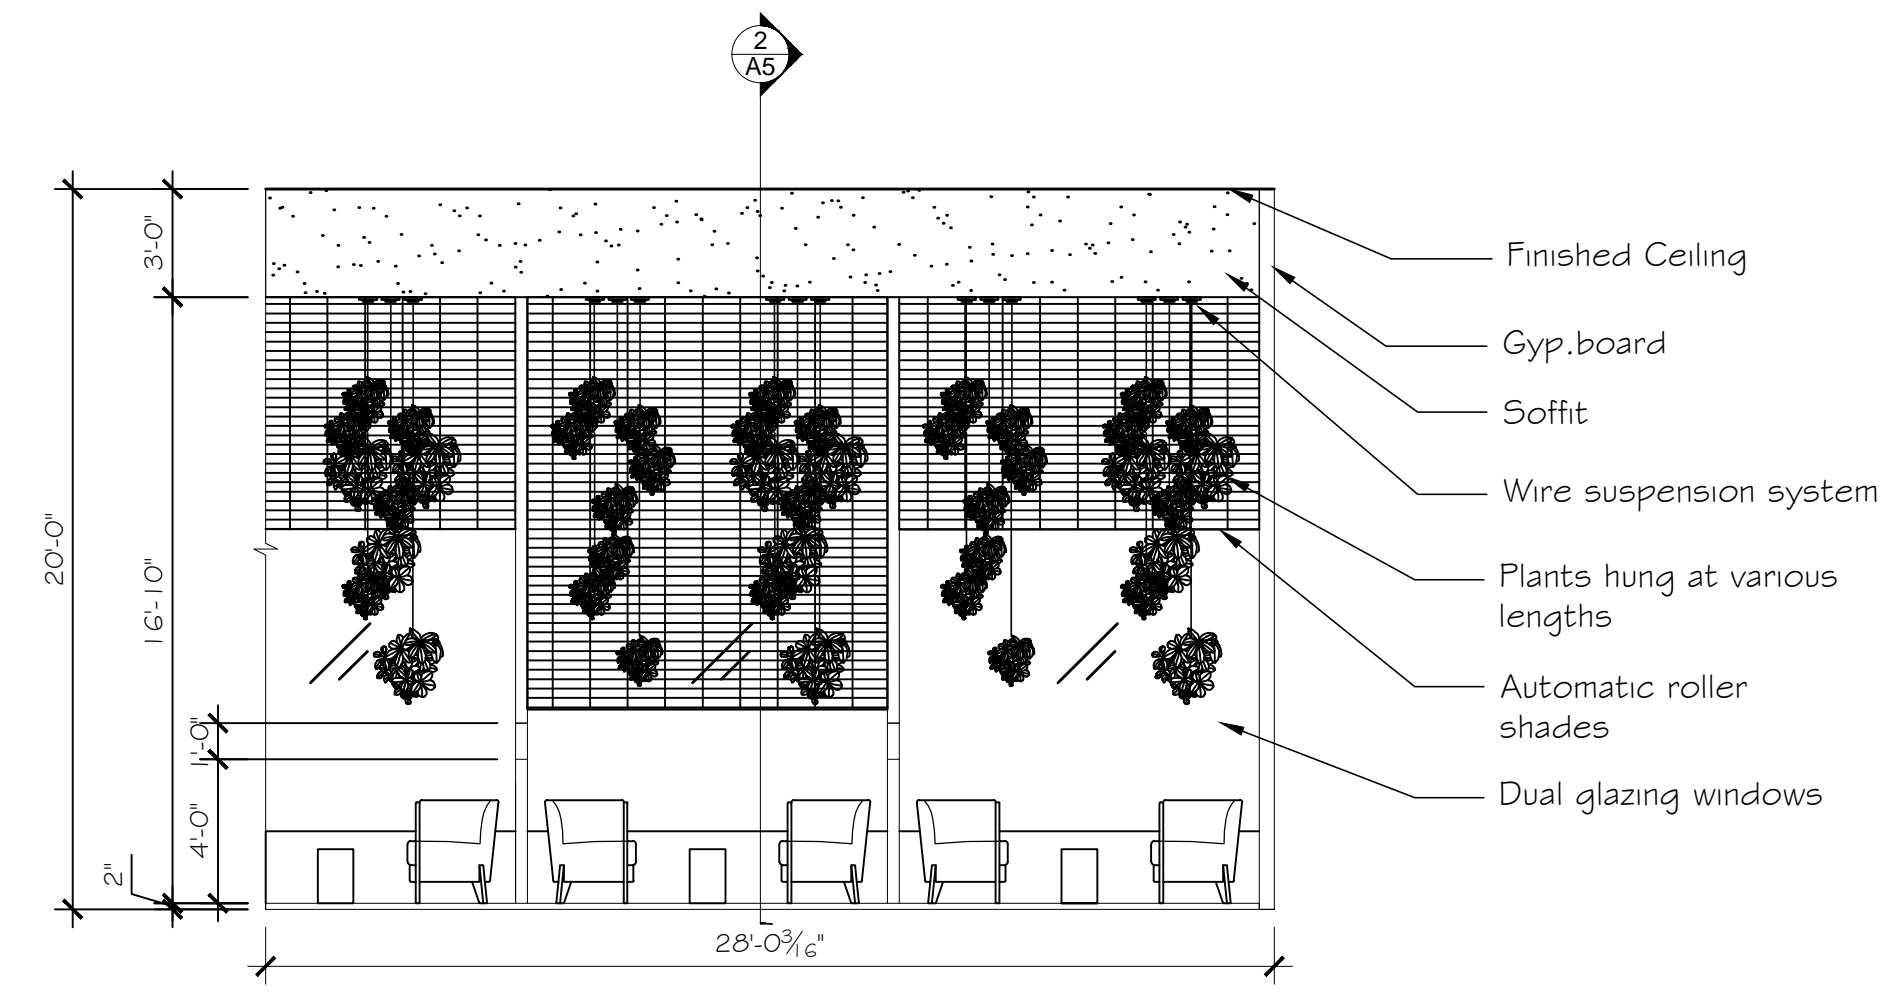 2
A5
3'-0"
20'-0"
16'-10"
1'-0"
4'-0"
2"
28'-0 3/16"
Finished Ceiling
Gyp.board
Soffit
Wire suspension system
Plants hung at various
lengths
Automatic roller
shades
Dual glazing windows